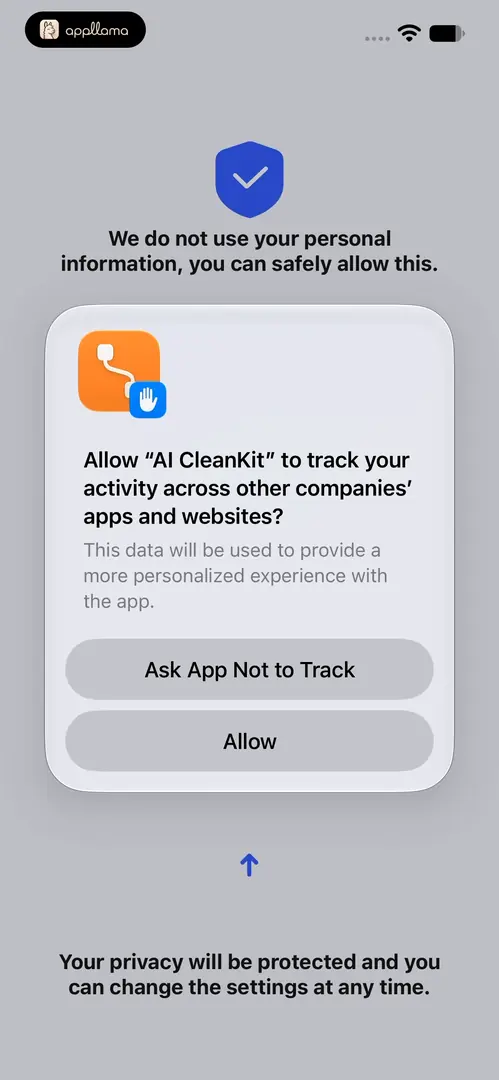 appllama
We do not use your personal
information, you can safely allow this.
Allow “AI CleanKit” to track your
activity across other companies’
apps and websites?
This data will be used to provide a
more personalized experience with
the app.
Ask App Not to Track
Allow
Your privacy will be protected and you
can change the settings at any time.